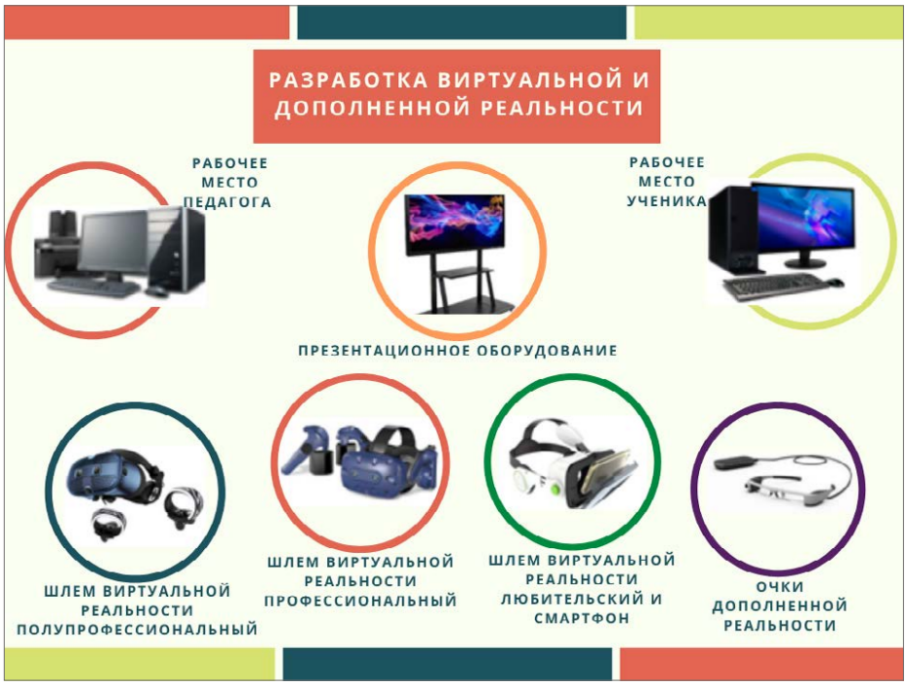 РАЗРАБОТКА ВИРТУАЛЬНОЙ И
ДОПОЛНЕННОЙ РЕАЛЬНОСТИ
РАБОЧЕЕ
МЕСТО
ПЕДАГОГА
РАБОЧЕЕ
МЕСТО
УЧЕНИКА
ПРЕЗЕНТАЦИОННОЕ ОБОРУДОВАНИЕ
ШЛЕМ ВИРТУАЛЬНОЙ
РЕАЛЬНОСТИ
ПОЛУПРОФЕССИОНАЛЬНЫЙ
ШЛЕМ ВИРТУАЛЬНОЙ
РЕАЛЬНОСТИ
ПРОФЕССИОНАЛЬНЫЙ
ШЛЕМ ВИРТУАЛЬНОЙ
РЕАЛЬНОСТИ
ЛЮБИТЕЛЬСКИЙ И
СМАРТФОН
ОЧКИ
ДОПОЛНЕННОЙ
РЕАЛЬНОСТИ